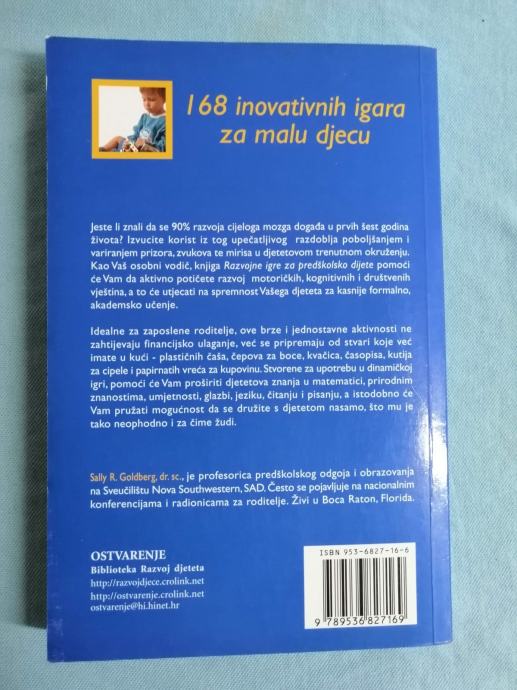 168 inovativnih igara
za malu djecu
Jeste li znali da se 90% razvoja cijeloga mozga događa u prvih šest godina
života? Izvucite korist iz tog upečatljivog razdoblja poboljšanjem i
variranjem prizora, zvukova te mirisa u djetetovom trenutnom okruženju.
Kao Vaš osobni vodič, knjiga Razvojne igre za predškolsko dijete pomoći
će Vam da aktivno potičete razvoj motoričkih, kognitivnih i društvenih
vještina, a to će utjecati na spremnost Vašega djeteta za kasnije formalno,
akademsko učenje.
Idealne za zaposlene roditelje, ove brze i jednostavne aktivnosti ne
zahtijevaju financijsko ulaganje, već se pripremaju od stvari koje već
imate u kući - plastičnih čaša, čepova za boce, kvačica, časopisa, kutija
za cipele i papirnatih vreća za kupovinu. Stvorene za upotrebu u dinamičkoj
igri, pomoći će Vam proširiti djetetova znanja u matematici, prirodnim
znanostima, umjetnosti, glazbi, jeziku, čitanju i pisanju, a istodobno će
Vam pružati mogućnost da se družite s djetetom nasamo, što mu je
tako neophodno i za čime žudi.
Sally R. Goldberg, dr. sc., je profesorica predškolskog odgoja i obrazovanja
na Sveučilištu Nova Southwestern, SAD. Često se pojavljuje na nacionalnim
konferencijama i radionicama za roditelje. Živi u Boca Raton, Florida.
OSTVARENJE
Biblioteka Razvoj djeteta
http://razvojdjece.crolink.net
http://ostvarenje.crolink.net
ostvarenje@hi.hinet.hr
ISBN 953-6827-16-6
9 789536 827169